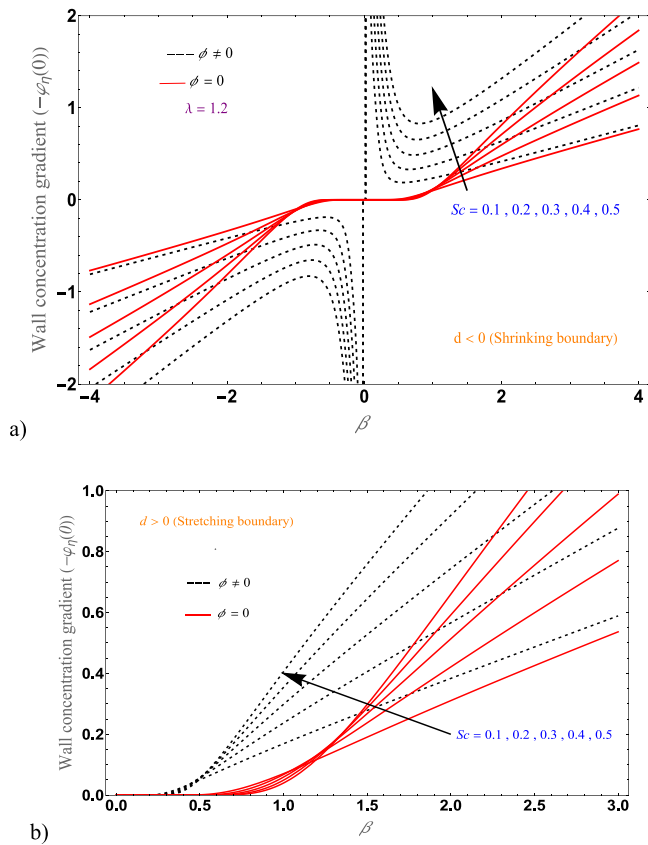 2
1
0
-1
-2
Wall concentration gradient (-φη(0))
--- ϕ ≠ 0
— ϕ = 0
λ = 1.2
Sc = 0.1 , 0.2 , 0.3 , 0.4 , 0.5
d < 0 (Shrinking boundary)
-4 -2 0 2 4
β
a)
1.0
0.8
0.6
0.4
0.2
0.0
Wall concentration gradient (-φη(0))
d > 0 (Stretching boundary)
--- ϕ ≠ 0
— ϕ = 0
Sc = 0.1 , 0.2 , 0.3 , 0.4 , 0.5
0.0 0.5 1.0 1.5 2.0 2.5 3.0
β
b)